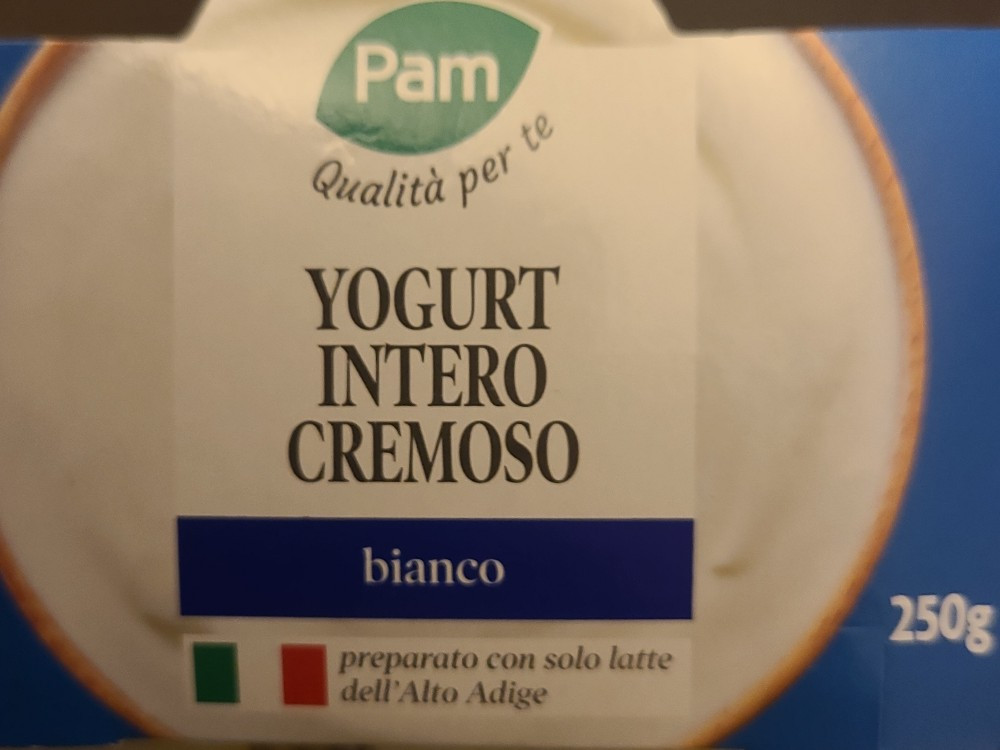 Pam
Qualità per te
YOGURT
INTERO
CREMOSO
bianco
preparato con solo latte
dell'Alto Adige
250g